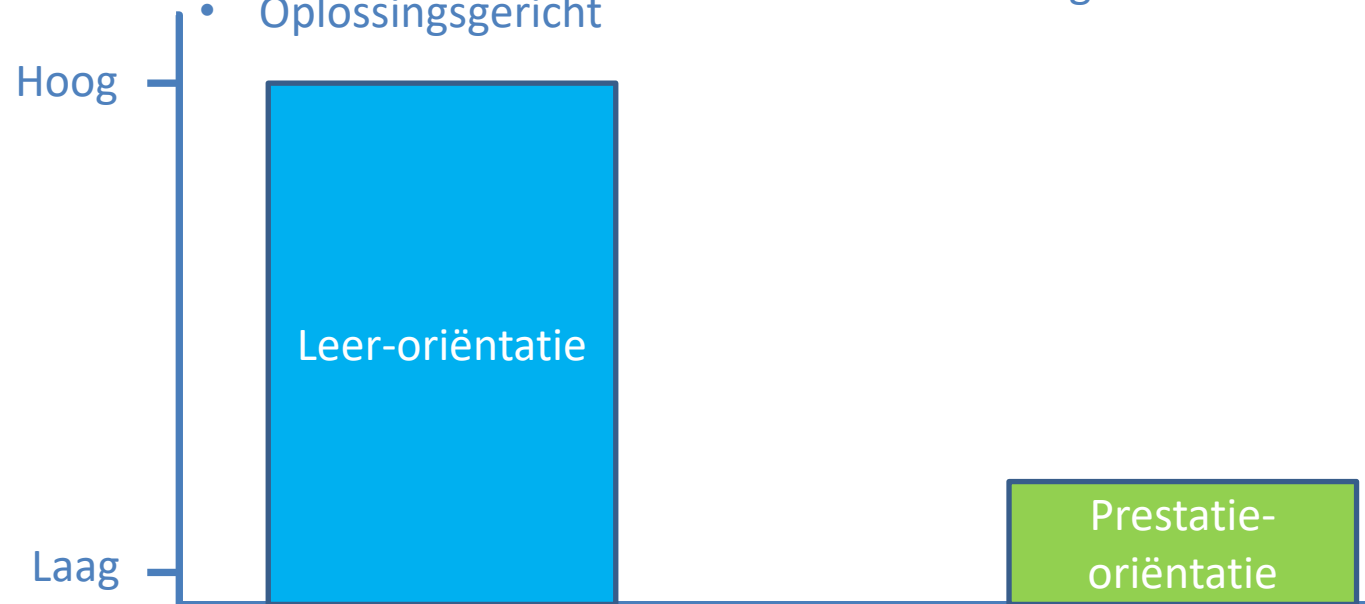 • Oplossingsgericht
Hoog
Leer-oriëntatie
Prestatie-
oriëntatie
Laag